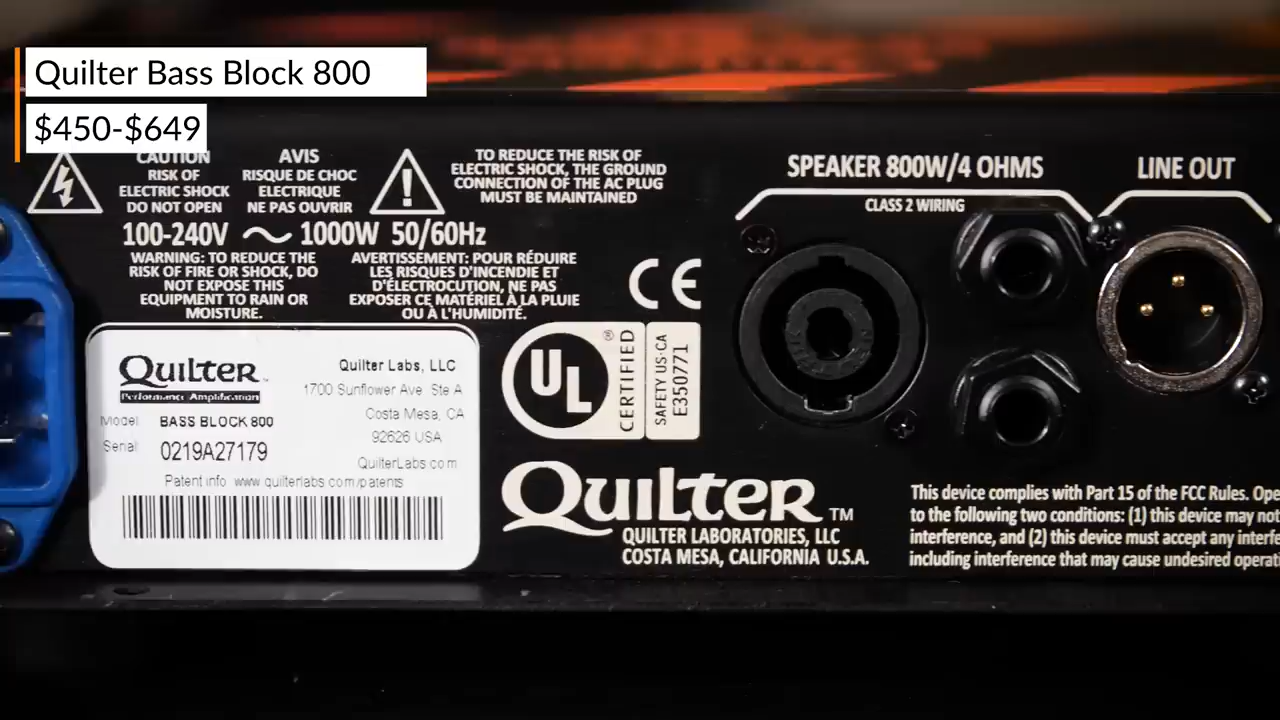 Quilter Bass Block 800
$450-$649
CAUTION
RISK OF
ELECTRIC SHOCK
DO NOT OPEN
AVIS
RISQUE DE CHOC
ELECTRIQUE
NE PAS OUVRIR
TO REDUCE THE RISK OF
ELECTRIC SHOCK, THE GROUND
CONNECTION OF THE AC PLUG
MUST BE MAINTAINED
100-240V ~ 1000W 50/60Hz
WARNING: TO REDUCE THE
RISK OF FIRE OR SHOCK, DO
NOT EXPOSE THIS
EQUIPMENT TO RAIN OR
MOISTURE.
AVERTISSEMENT: POUR RÉDUIRE
LES RISQUES D'INCENDIE ET
D'ÉLECTROCUTION, NE PAS
EXPOSER CE MATÉRIEL À LA PLUIE
OU À L'HUMIDITÉ.
CE
SPEAKER 800W/4 OHMS
CLASS 2 WIRING
LINE OUT
QUILTER™
Performance Amplification
Quilter Labs, LLC
1700 Sunflower Ave Ste A
Costa Mesa, CA
92626 USA
QuilterLabs.com
Model BASS BLOCK 800
Serial 0219A27179
Patent info www.quilterlabs.com/patents
UL®
CERTIFIED
SAFETY US·CA
E350771
QUILTER™
QUILTER LABORATORIES, LLC
COSTA MESA, CALIFORNIA U.S.A.
This device complies with Part 15 of the FCC Rules. Ope
to the following two conditions: (1) this device may not
interference, and (2) this device must accept any interfe
including interference that may cause undesired operati